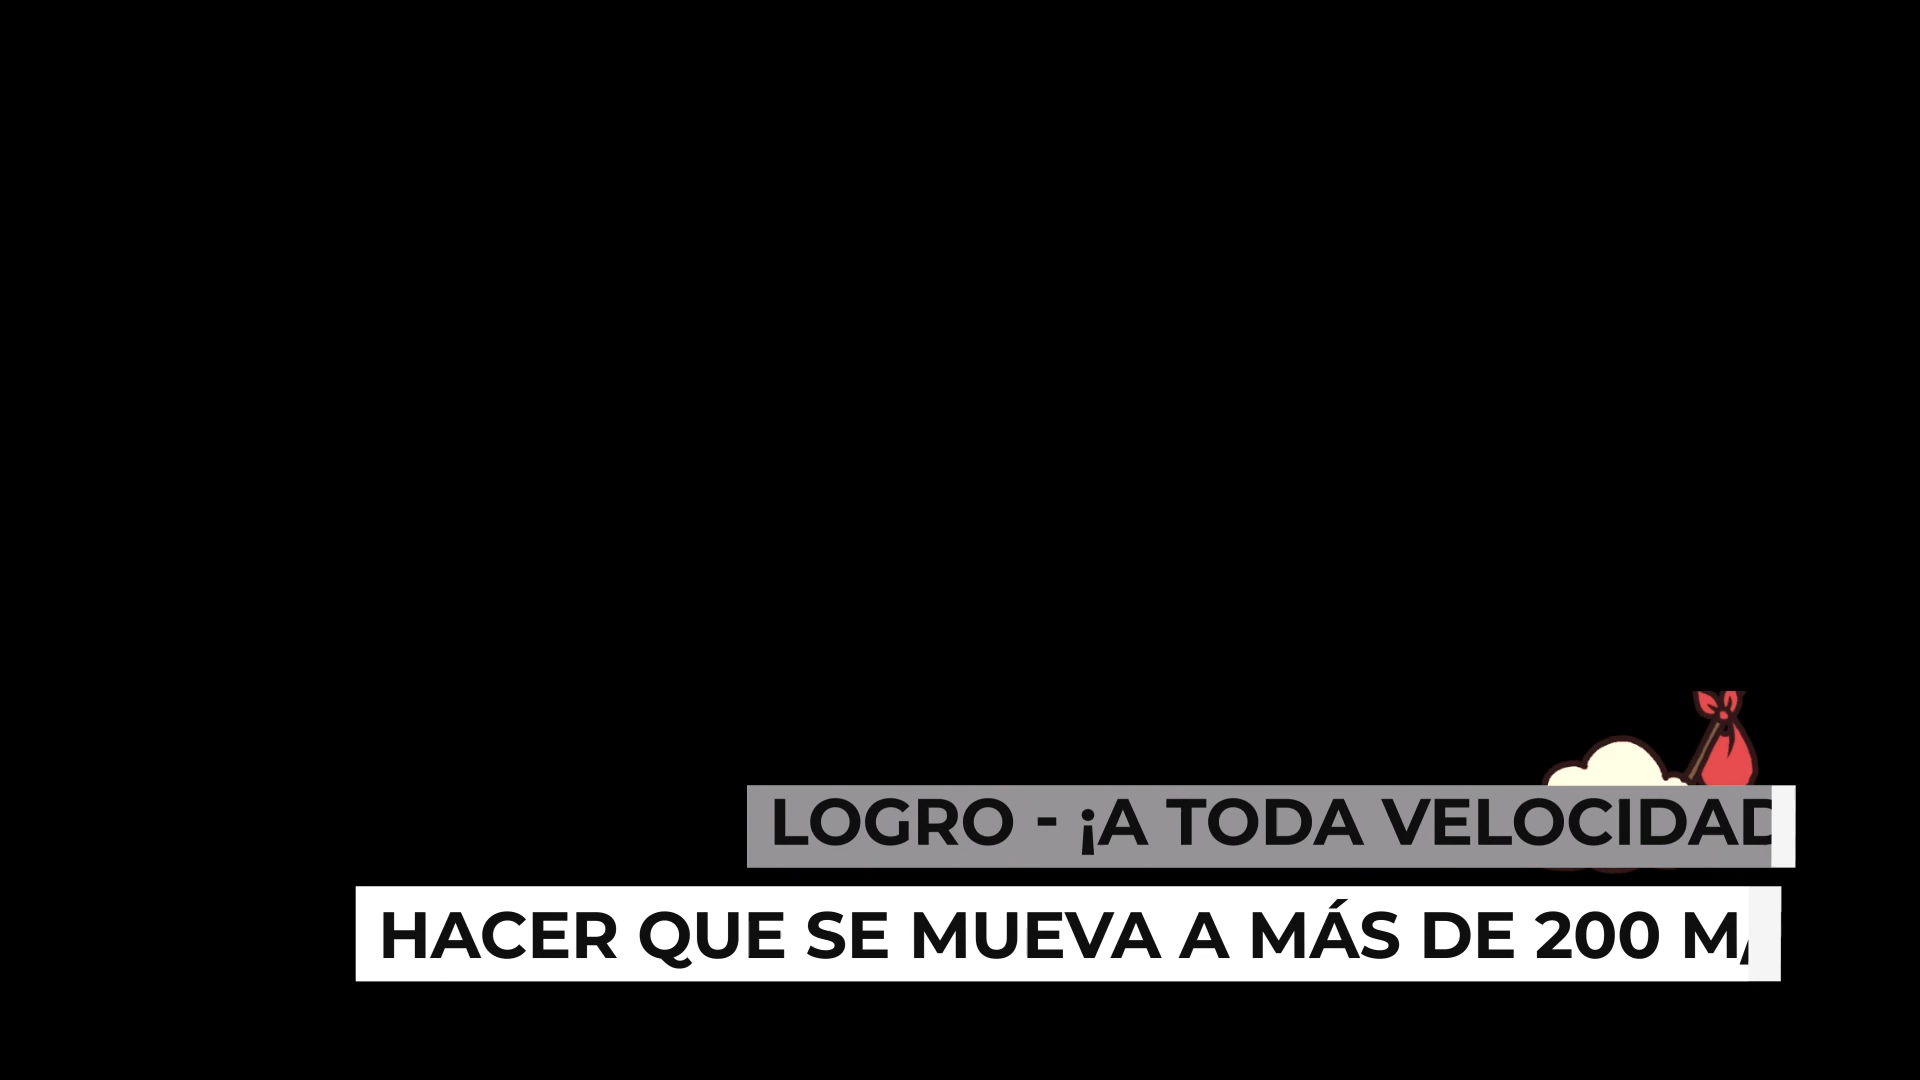 LOGRO - ¡A TODA VELOCIDAD
HACER QUE SE MUEVA A MÁS DE 200 M